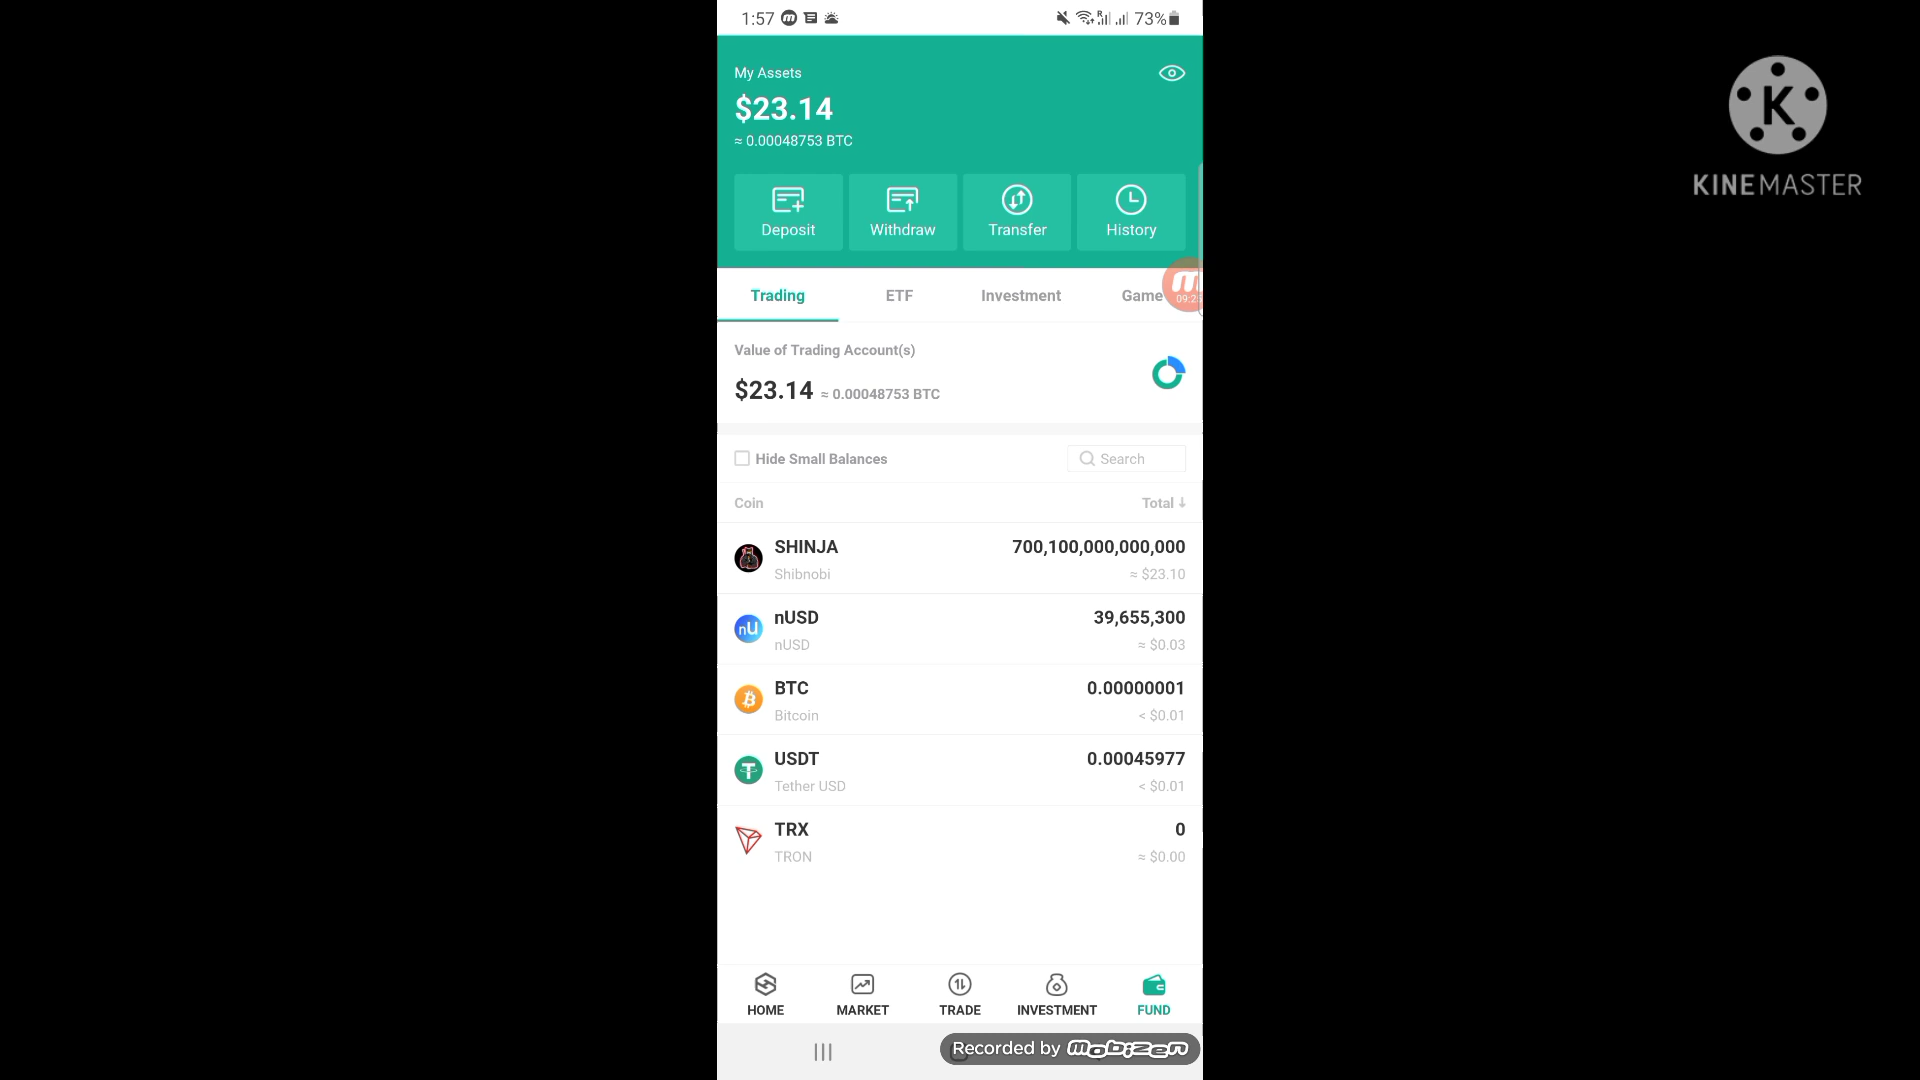 1:57
73%
My Assets
$23.14
≈ 0.00048753 BTC
Deposit
Withdraw
Transfer
History
Trading
ETF
Investment
Game
Value of Trading Account(s)
$23.14 ≈ 0.00048753 BTC
Hide Small Balances
Search
Coin
Total ↓
SHINJA
700,100,000,000,000
Shibnobi
≈ $23.10
nU
nUSD
39,655,300
nUSD
≈ $0.03
BTC
0.00000001
Bitcoin
< $0.01
USDT
0.00045977
Tether USD
< $0.01
TRX
0
TRON
≈ $0.00
HOME
MARKET
TRADE
INVESTMENT
FUND
Recorded by mobizen
K
KINEMASTER